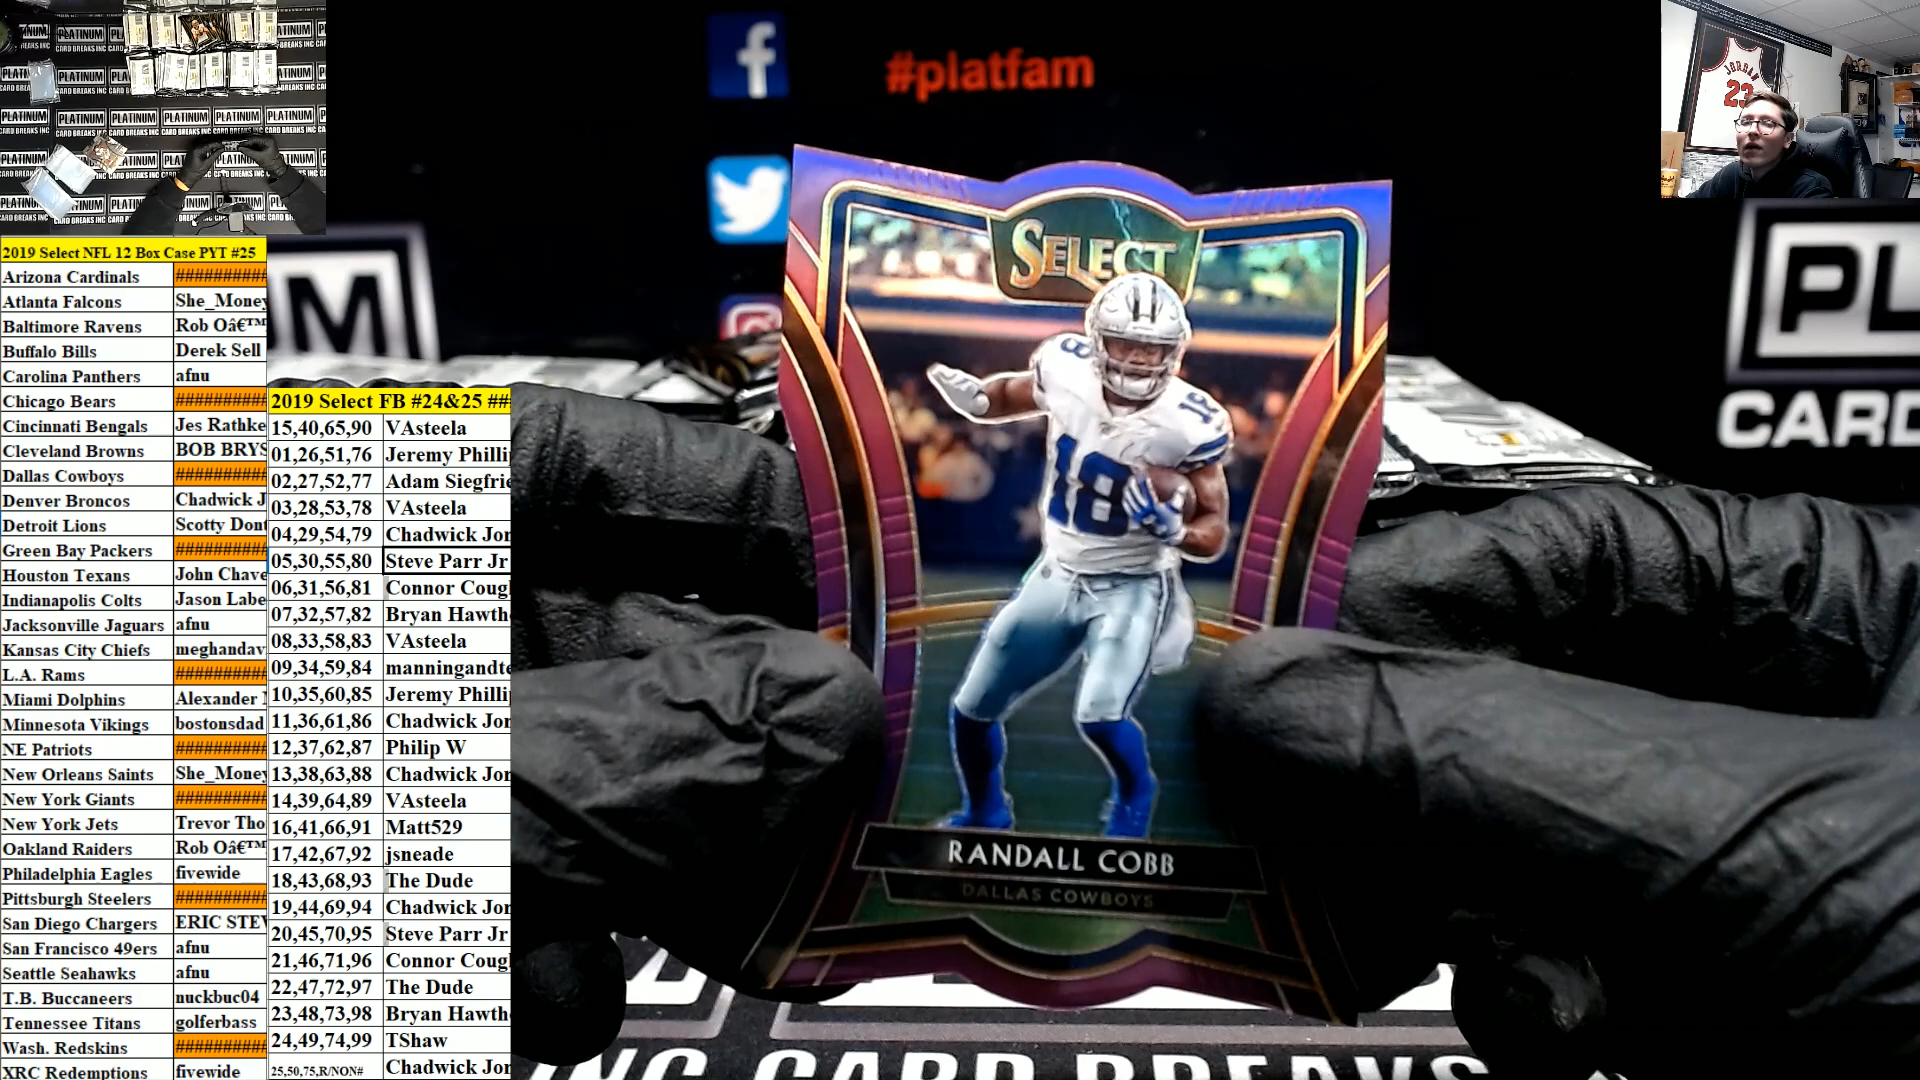 #platfam
JORDAN
23
SELECT
18
18
RANDALL COBB
DALLAS COWBOYS
PL
CARD
CARD BREAKS
PLATINUM
CARD BREAKS INC
2019 Select NFL 12 Box Case PYT #25
Arizona Cardinals ##########
Atlanta Falcons She_Money
Baltimore Ravens Rob Oâ€™
Buffalo Bills Derek Sell
Carolina Panthers afnu
Chicago Bears ##########
Cincinnati Bengals Jes Rathke
Cleveland Browns BOB BRYS
Dallas Cowboys ##########
Denver Broncos Chadwick J
Detroit Lions Scotty Dont
Green Bay Packers ##########
Houston Texans John Chave
Indianapolis Colts Jason Labe
Jacksonville Jaguars afnu
Kansas City Chiefs meghandav
L.A. Rams ##########
Miami Dolphins Alexander
Minnesota Vikings bostonsdad
NE Patriots ##########
New Orleans Saints She_Money
New York Giants ##########
New York Jets Trevor Tho
Oakland Raiders Rob Oâ€™
Philadelphia Eagles fivewide
Pittsburgh Steelers ##########
San Diego Chargers ERIC STEV
San Francisco 49ers afnu
Seattle Seahawks afnu
T.B. Buccaneers nuckbuc04
Tennessee Titans golferbass
Wash. Redskins ##########
XRC Redemptions fivewide
2019 Select FB #24&25 ##
15,40,65,90 VAsteela
01,26,51,76 Jeremy Philli
02,27,52,77 Adam Siegfrie
03,28,53,78 VAsteela
04,29,54,79 Chadwick Jon
05,30,55,80 Steve Parr Jr
06,31,56,81 Connor Coug
07,32,57,82 Bryan Hawth
08,33,58,83 VAsteela
09,34,59,84 manningandte
10,35,60,85 Jeremy Philli
11,36,61,86 Chadwick Jon
12,37,62,87 Philip W
13,38,63,88 Chadwick Jon
14,39,64,89 VAsteela
16,41,66,91 Matt529
17,42,67,92 jsneade
18,43,68,93 The Dude
19,44,69,94 Chadwick Jon
20,45,70,95 Steve Parr Jr
21,46,71,96 Connor Coug
22,47,72,97 The Dude
23,48,73,98 Bryan Hawth
24,49,74,99 TShaw
25,50,75,R/NON# Chadwick Jon